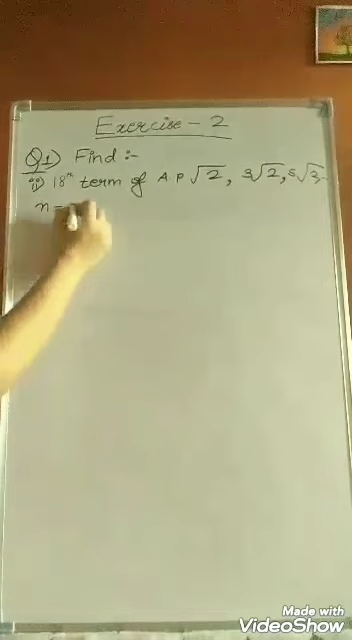 Exercise - 2
Q1) Find :-
ii) 18th term of A.P √2, 3√2, 5√3
n =
Made with
VideoShow